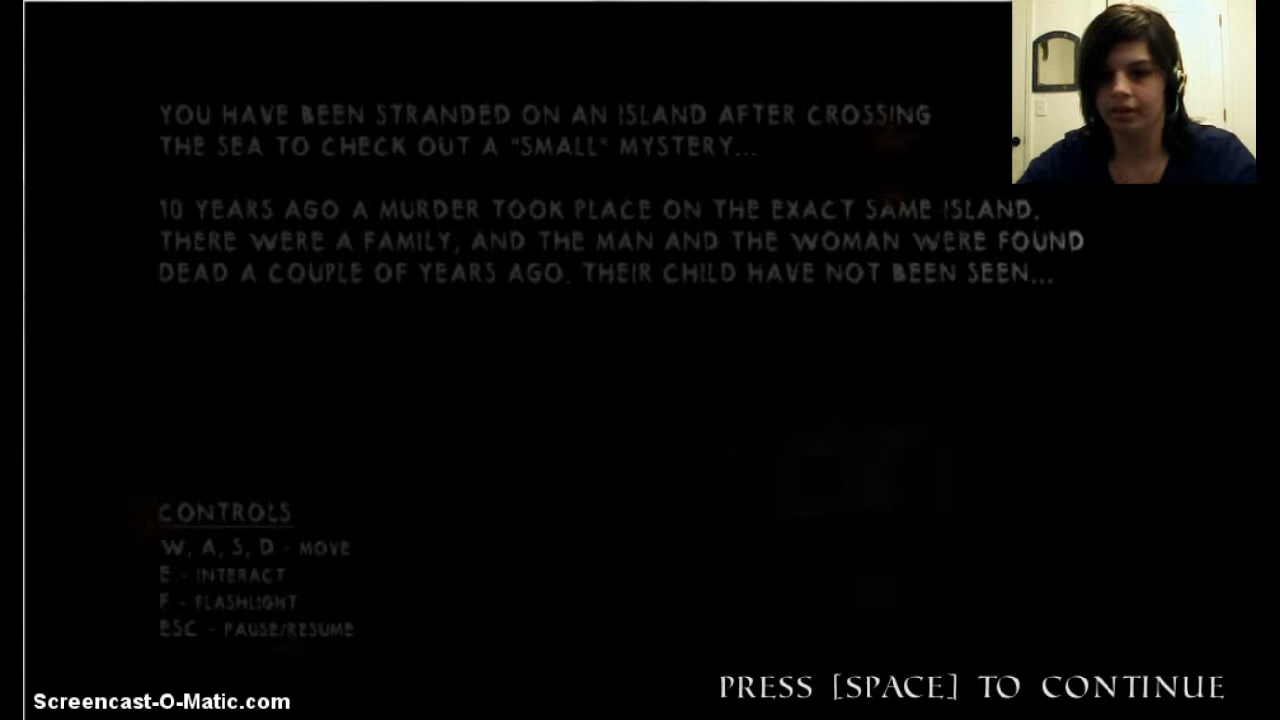 YOU HAVE BEEN STRANDED ON AN ISLAND AFTER CROSSING
THE SEA TO CHECK OUT A "SMALL" MYSTERY...
10 YEARS AGO A MURDER TOOK PLACE ON THE EXACT SAME ISLAND.
THERE WERE A FAMILY, AND THE MAN AND THE WOMAN WERE FOUND
DEAD A COUPLE OF YEARS AGO. THEIR CHILD HAVE NOT BEEN SEEN...
CONTROLS
W, A, S, D - MOVE
E - INTERACT
F - FLASHLIGHT
ESC - PAUSE/RESUME
PRESS [SPACE] TO CONTINUE
Screencast-O-Matic.com